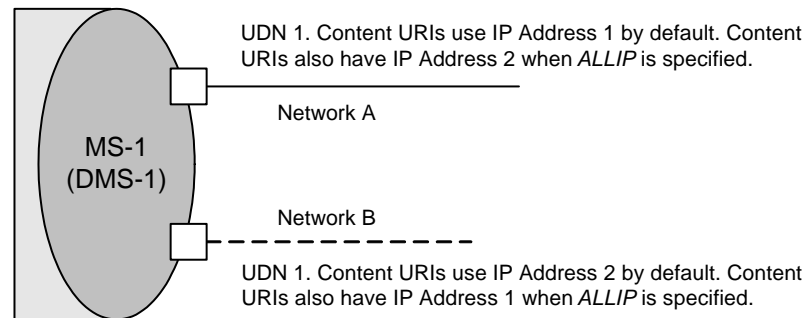 UDN 1. Content URIs use IP Address 1 by default. Content
URIs also have IP Address 2 when ALLIP is specified.
Network A
MS-1
(DMS-1)
Network B
UDN 1. Content URIs use IP Address 2 by default. Content
URIs also have IP Address 1 when ALLIP is specified.